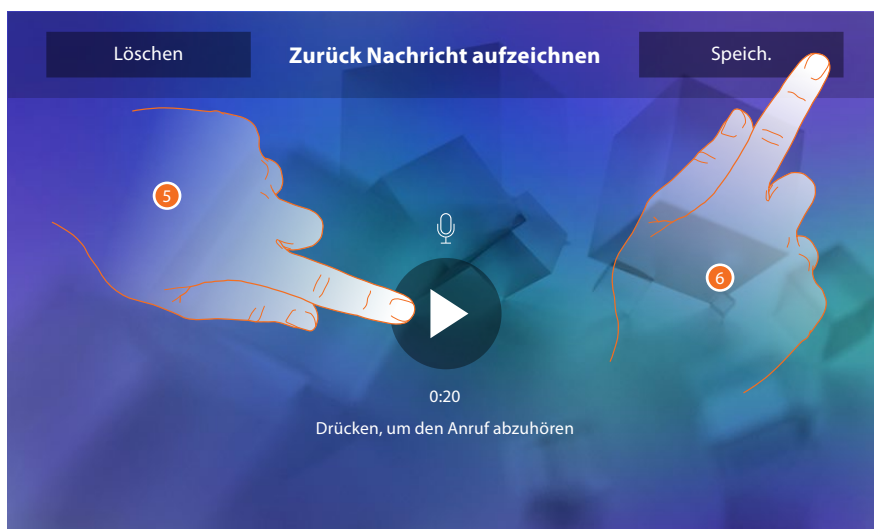 Löschen
Zurück Nachricht aufzeichnen
Speich.
5
6
0:20
Drücken, um den Anruf abzuhören